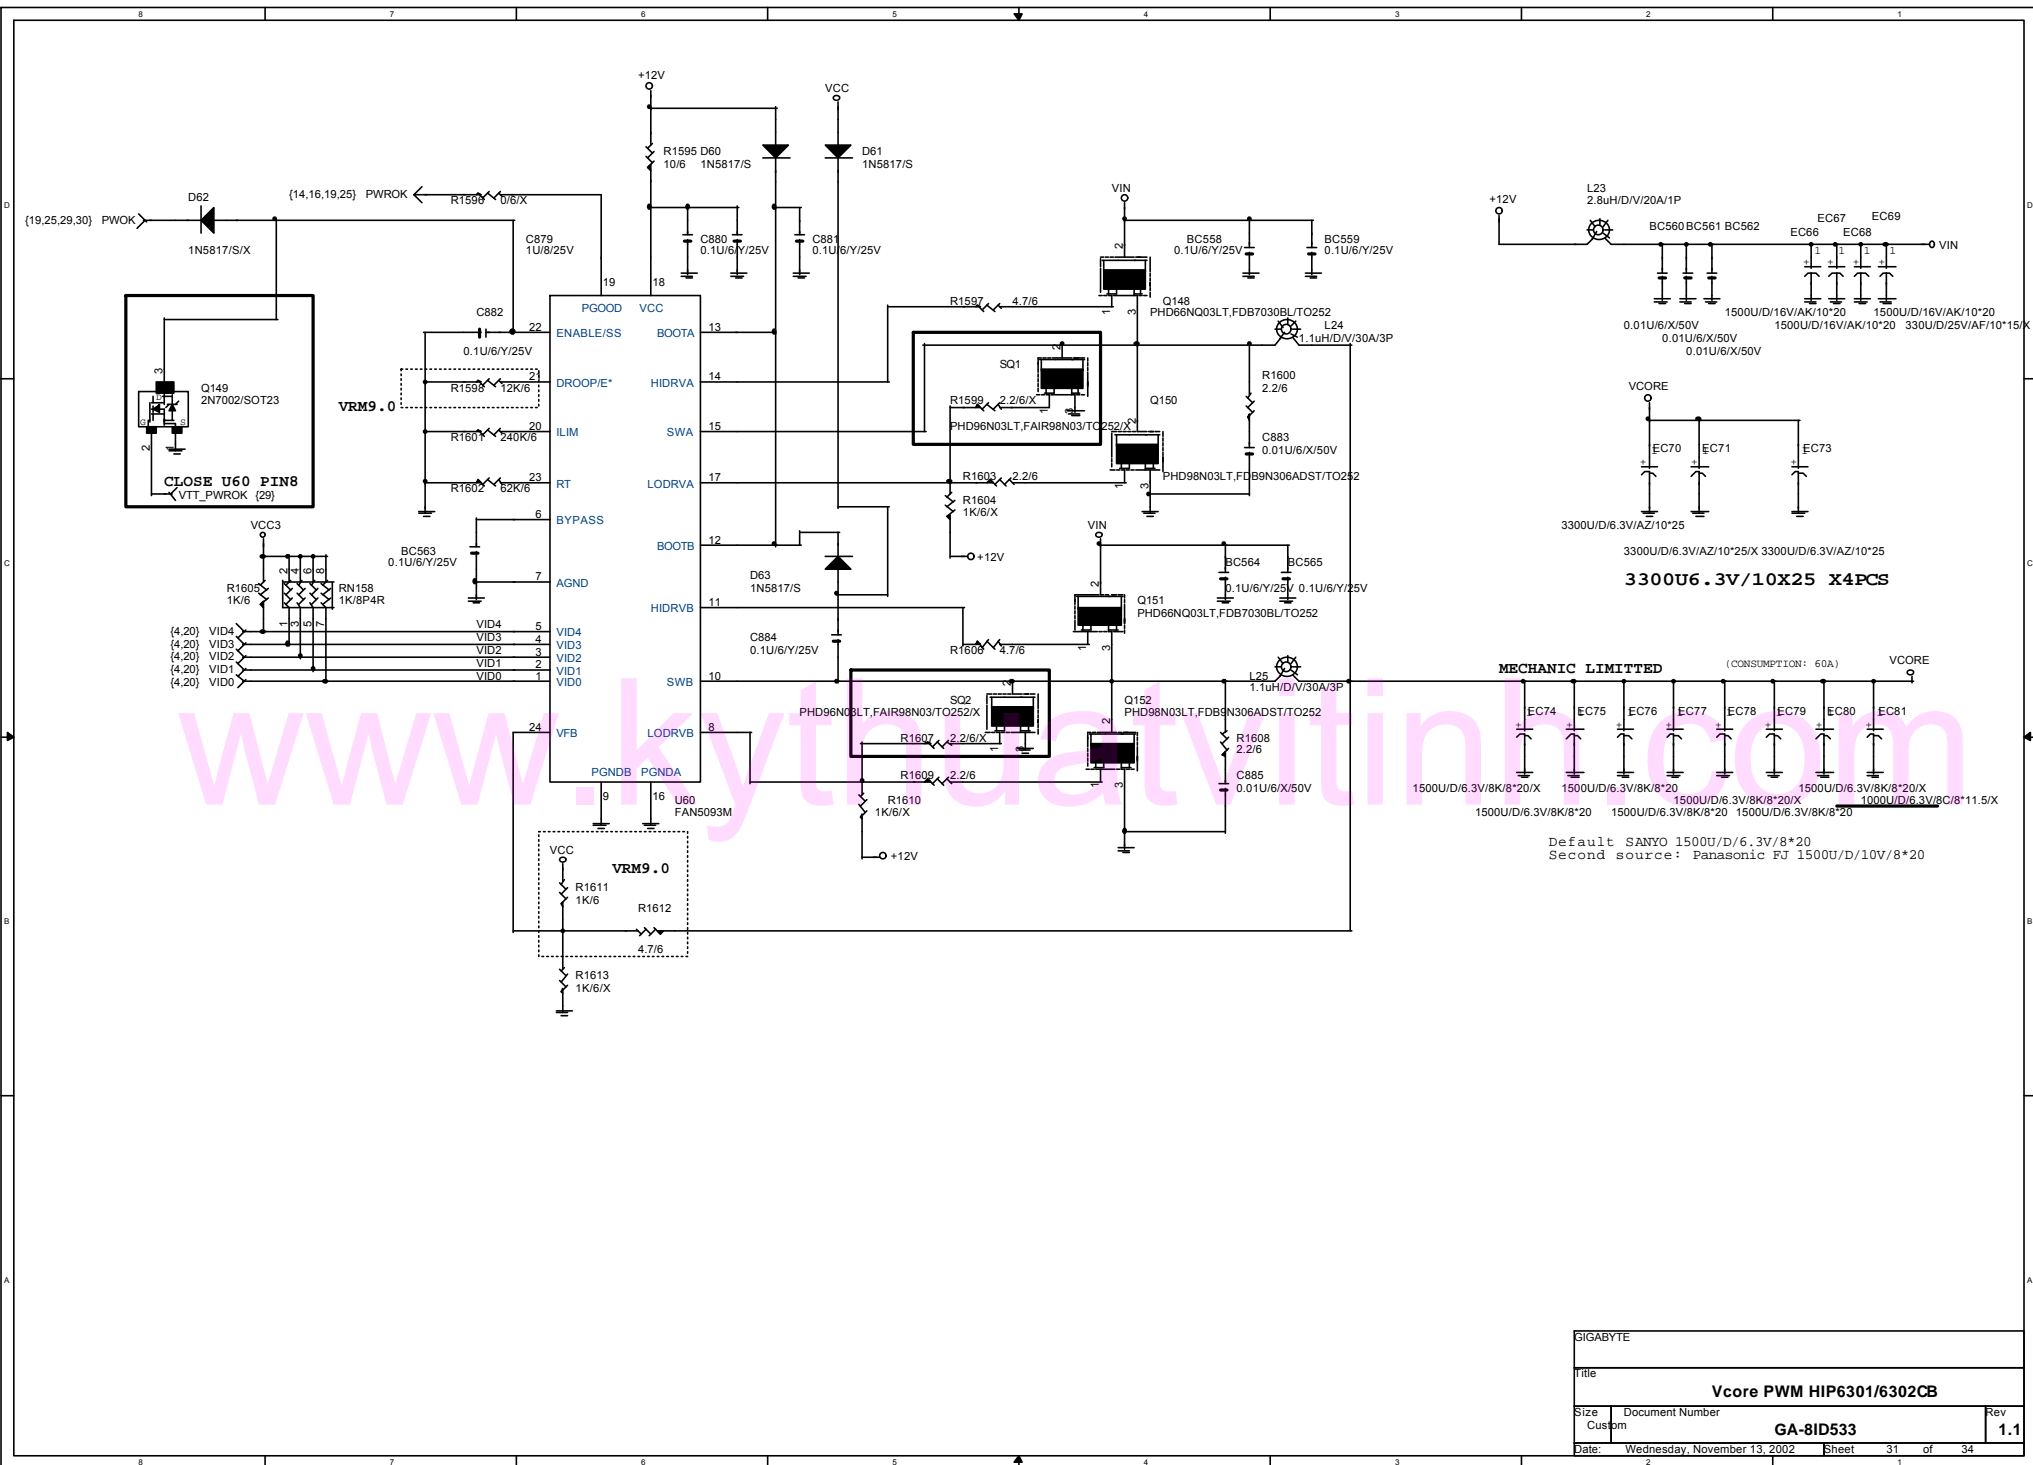 8 7 6 5 4 3 2 1
+12V
VCC
R1595
10/6
D60
1N5817/S
D61
1N5817/S
{14,16,19,25} PWROK
R1596 0/6/X
D62
{19,25,29,30} PWOK
1N5817/S/X
C879
1U/8/25V
C880
0.1U/6/Y/25V
C881
0.1U/6/Y/25V
VIN
BC558
0.1U/6/Y/25V
BC559
0.1U/6/Y/25V
+12V
L23
2.8uH/D/V/20A/1P
BC560 BC561 BC562
EC66
EC67
EC68
EC69
VIN
1500U/D/16V/AK/10*20
1500U/D/16V/AK/10*20
1500U/D/16V/AK/10*20
330U/D/25V/AF/10*15/X
0.01U/6/X/50V
0.01U/6/X/50V
0.01U/6/X/50V
19 18
PGOOD VCC
C882
0.1U/6/Y/25V
22 ENABLE/SS
BOOTA 13
21 DROOP/E*
HIDRVA 14
R1598 12K/6
VRM9.0
20 ILIM
SWA 15
R1601 240K/6
23 RT
LODRVA 17
R1602 62K/6
6 BYPASS
BOOTB 12
BC563
0.1U/6/Y/25V
7 AGND
HIDRVB 11
R1597 4.7/6
Q148
PHD66NQ03LT,FDB7030BL/TO252
L24
1.1uH/D/V/30A/3P
SQ1
R1599 2.2/6/X
PHD96N03LT,FAIR98N03/TO252/X
Q150
PHD98N03LT,FDB9N306ADST/TO252
R1600
2.2/6
C883
0.01U/6/X/50V
R1603 2.2/6
R1604
1K/6/X
+12V
VCORE
EC70
EC71
EC73
3300U/D/6.3V/AZ/10*25
3300U/D/6.3V/AZ/10*25/X 3300U/D/6.3V/AZ/10*25
3300U6.3V/10X25 X4PCS
Q149
2N7002/SOT23
G D S
CLOSE U60 PIN8
VTT_PWROK {29}
VCC3
R1605
1K/6
RN158
1K/8P4R
{4,20} VID4
{4,20} VID3
{4,20} VID2
{4,20} VID1
{4,20} VID0
VID4 5 VID4
VID3 4 VID3
VID2 3 VID2
VID1 2 VID1
VID0 1 VID0
SWB 10
24 VFB
LODRVB 8
PGNDB PGNDA
9 16
U60
FAN5093M
D63
1N5817/S
C884
0.1U/6/Y/25V
VIN
BC564
0.1U/6/Y/25V
BC565
0.1U/6/Y/25V
Q151
PHD66NQ03LT,FDB7030BL/TO252
R1606 4.7/6
L25
1.1uH/D/V/30A/3P
SQ2
PHD96N03LT,FAIR98N03/TO252/X
R1607 2.2/6/X
Q152
PHD98N03LT,FDB9N306ADST/TO252
R1608
2.2/6
R1609 2.2/6
C885
0.01U/6/X/50V
R1610
1K/6/X
+12V
MECHANIC LIMITTED
(CONSUMPTION: 60A)
VCORE
EC74 EC75 EC76 EC77 EC78 EC79 EC80 EC81
1500U/D/6.3V/8K/8*20/X 1500U/D/6.3V/8K/8*20
1500U/D/6.3V/8K/8*20/X 1500U/D/6.3V/8K/8*20/X
1000U/D/6.3V/8C/8*11.5/X
1500U/D/6.3V/8K/8*20 1500U/D/6.3V/8K/8*20 1500U/D/6.3V/8K/8*20
Default SANYO 1500U/D/6.3V/8*20
Second source: Panasonic FJ 1500U/D/10V/8*20
VCC
VRM9.0
R1611
1K/6
R1612
4.7/6
R1613
1K/6/X
www.kythuatvitinh.com
D C B A
GIGABYTE
Title
Vcore PWM HIP6301/6302CB
Size
Custom
Document Number
GA-8ID533
Rev
1.1
Date: Wednesday, November 13, 2002 Sheet 31 of 34
8 7 6 5 4 3 2 1